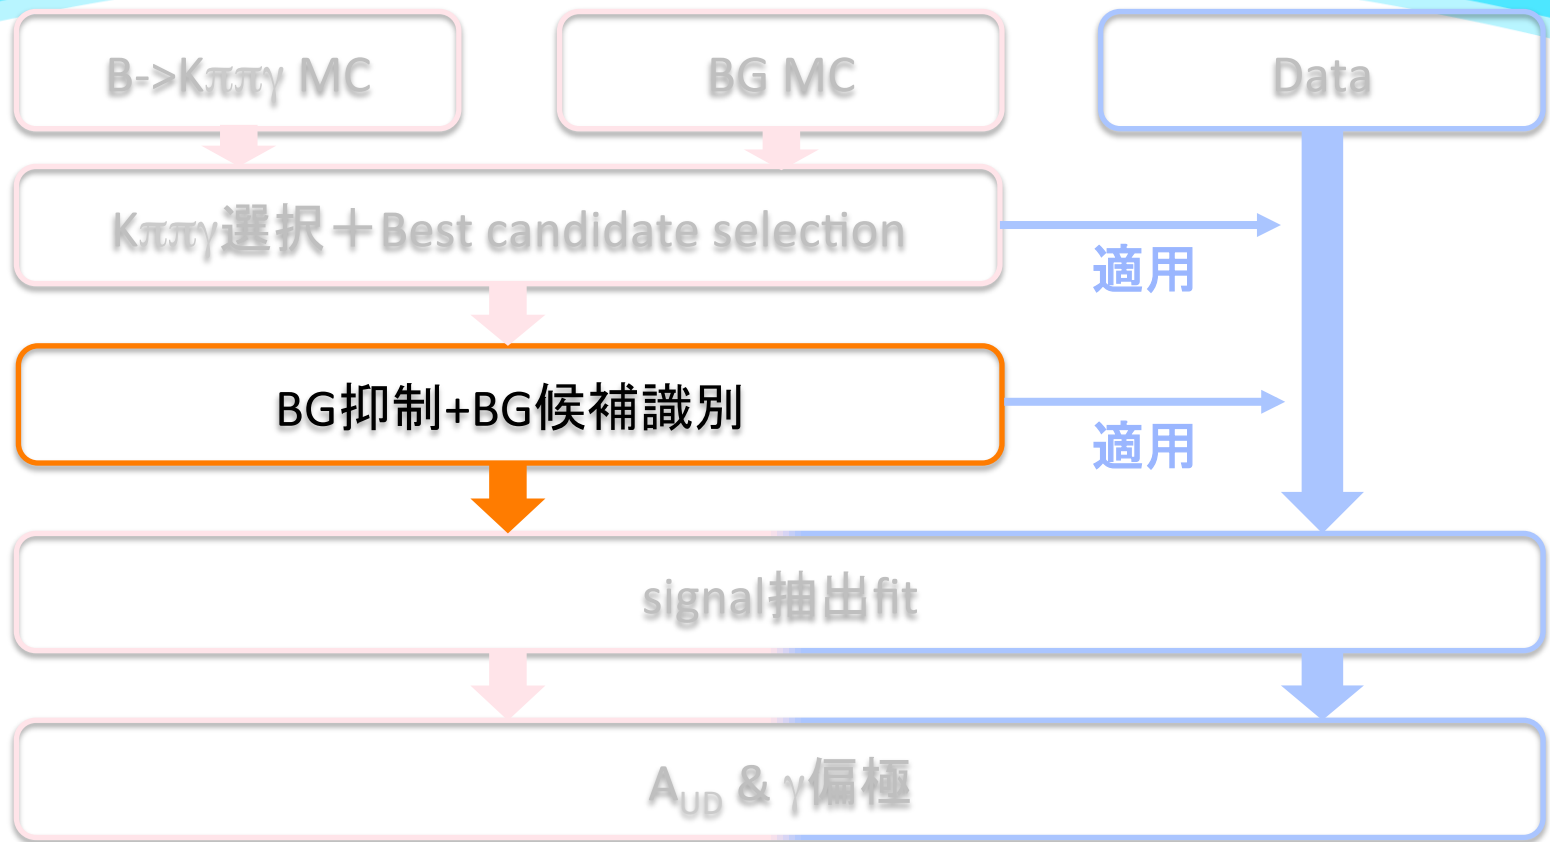 B->Kππγ MC
BG MC
Data
Kππγ選択＋Best candidate selection
適用
BG抑制+BG候補識別
適用
signal抽出fit
AUD & γ偏極